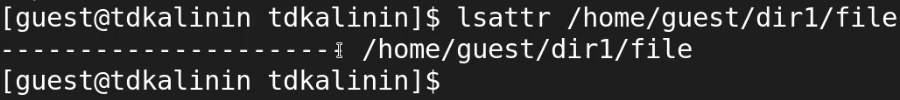 [guest@tdkalinin tdkalinin]$ lsattr /home/guest/dir1/file
---------------------- /home/guest/dir1/file
[guest@tdkalinin tdkalinin]$